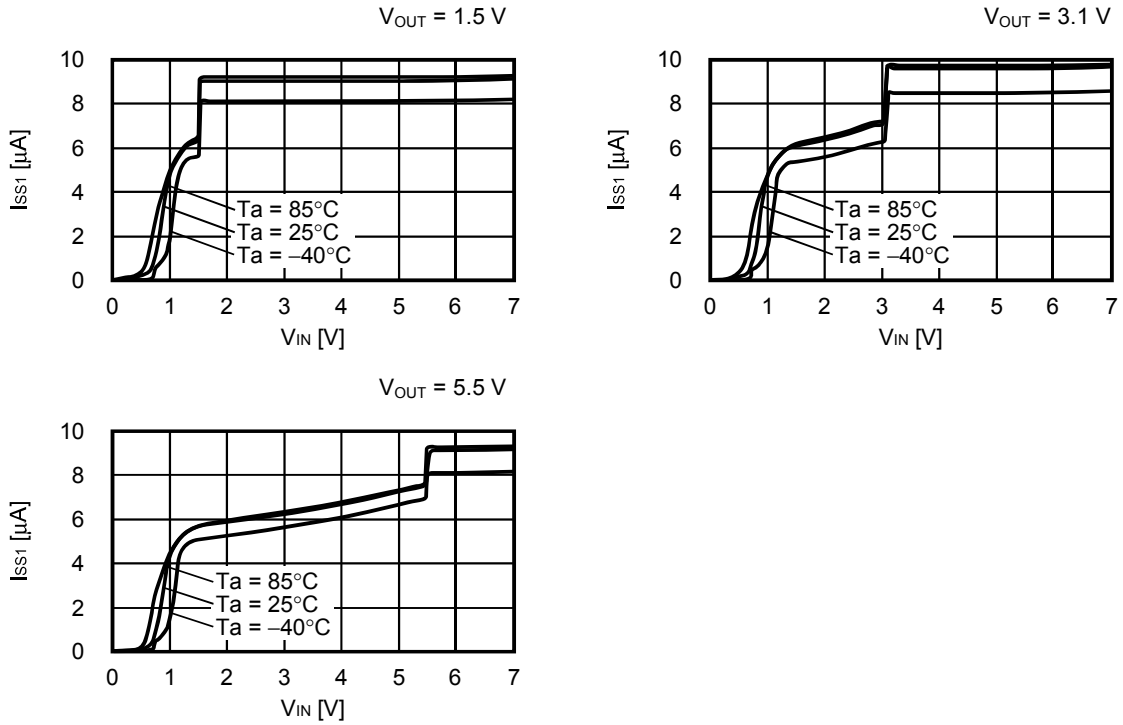 V_OUT = 1.5 V
10
8
6
4
2
0
I_SS1 [μA]
Ta = 85°C
Ta = 25°C
Ta = −40°C
0 1 2 3 4 5 6 7
V_IN [V]
V_OUT = 3.1 V
10
8
6
4
2
0
I_SS1 [μA]
Ta = 85°C
Ta = 25°C
Ta = −40°C
0 1 2 3 4 5 6 7
V_IN [V]
V_OUT = 5.5 V
10
8
6
4
2
0
I_SS1 [μA]
Ta = 85°C
Ta = 25°C
Ta = −40°C
0 1 2 3 4 5 6 7
V_IN [V]